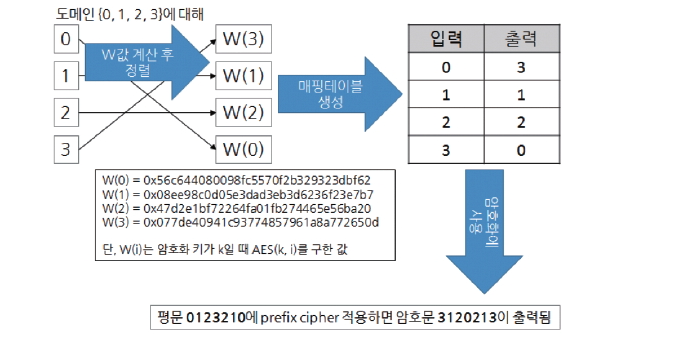 도메인 {0, 1, 2, 3}에 대해
0
1
2
3
W값 계산 후
정렬
W(3)
W(1)
W(2)
W(0)
매핑테이블
생성
입력 출력
0 3
1 1
2 2
3 0
W(0) = 0x56c644080098fc5570f2b329323dbf62
W(1) = 0x08ee98c0d05e3dad3eb3d6236f23e7b7
W(2) = 0x47d2e1bf72264fa01fb274465e56ba20
W(3) = 0x077de40941c93774857961a8a772650d
단, W(i)는 암호화 키가 k일 때 AES(k, i)를 구한 값
암호화에
사용
평문 0123210에 prefix cipher 적용하면 암호문 3120213이 출력됨